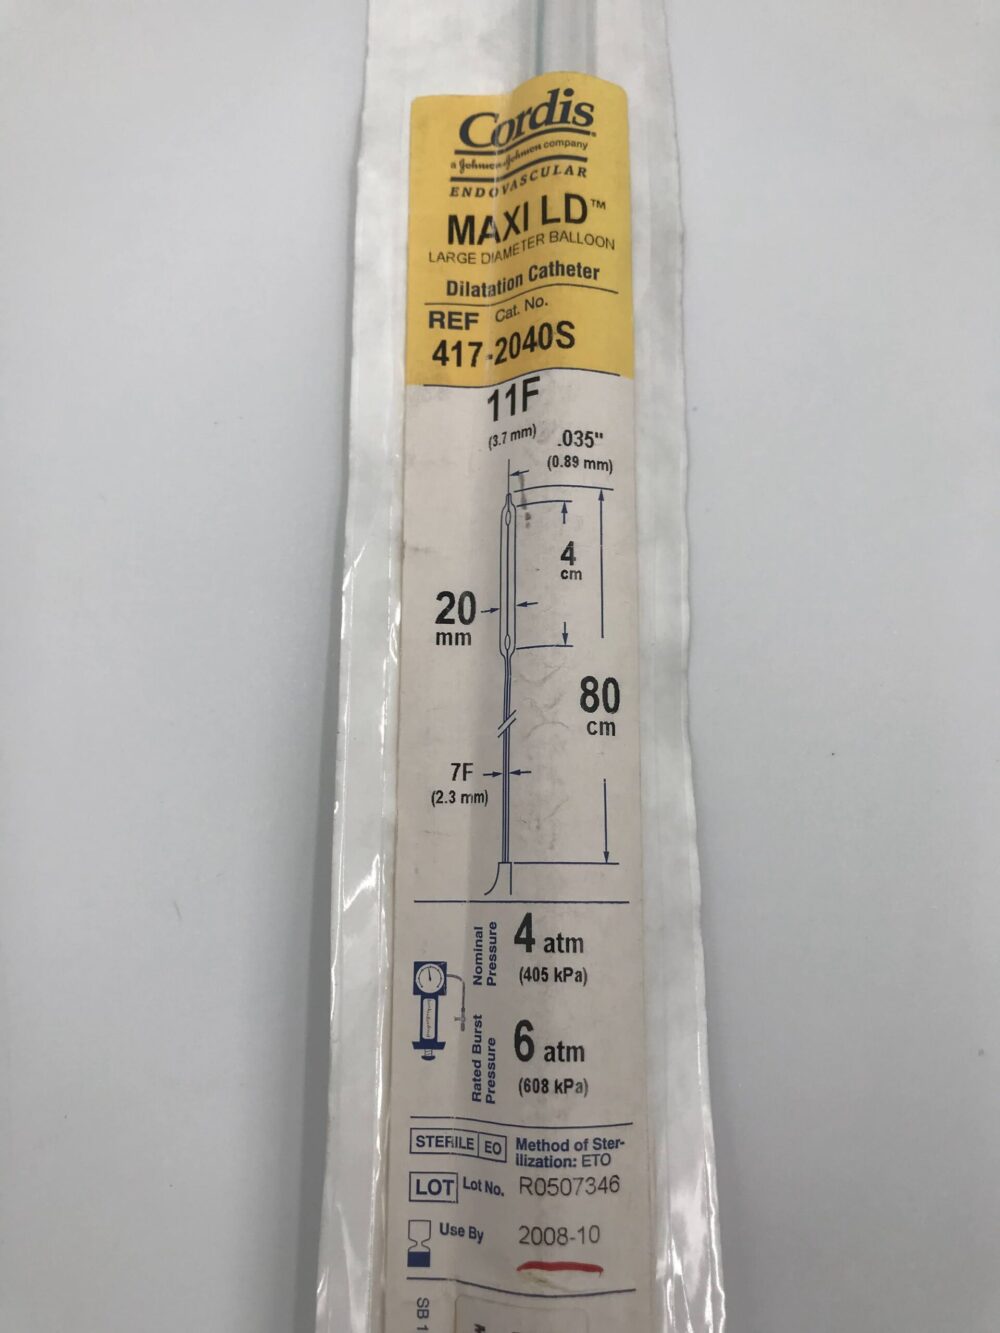 Cordis®
a Johnson & Johnson company
ENDOVASCULAR
MAXI LD™
LARGE DIAMETER BALLOON
Dilatation Catheter
REF Cat. No.
417-2040S
11F
(3.7 mm)
.035"
(0.89 mm)
4
cm
20
mm
80
cm
7F
(2.3 mm)
Nominal
Pressure
4 atm
(405 kPa)
Rated Burst
Pressure
6 atm
(608 kPa)
STERILE EO Method of Ster-
ilization: ETO
LOT Lot No. R0507346
Use By 2008-10
SB 1